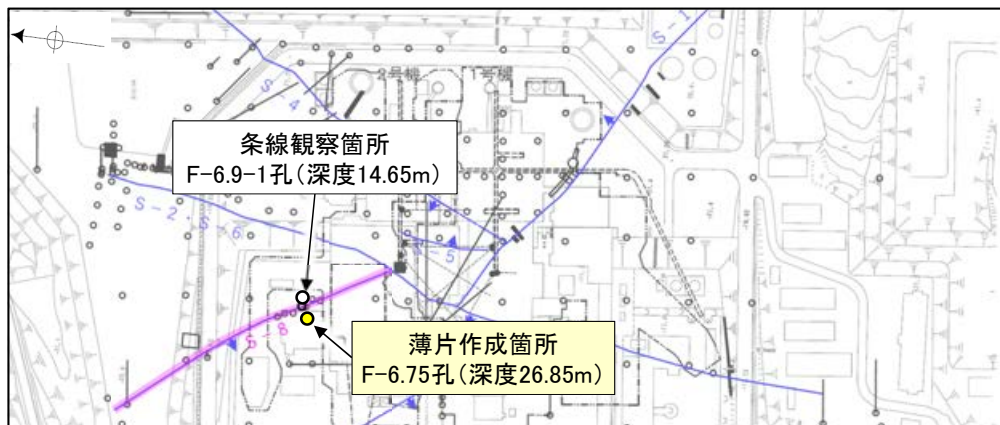 2号機
1号機
S-1
S-4
条線観察箇所
F-6.9-1孔（深度14.65m）
S-2・S-6
S-5
S-8
薄片作成箇所
F-6.75孔（深度26.85m）